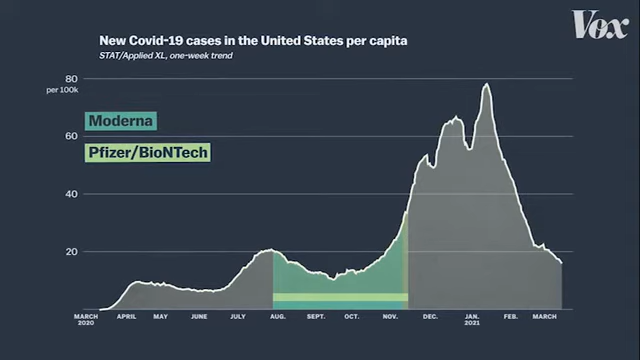 Vox
New Covid-19 cases in the United States per capita
STAT/Applied XL, one-week trend
80
per 100k
Moderna
60
Pfizer/BioNTech
40
20
MARCH APRIL MAY JUNE JULY AUG. SEPT. OCT. NOV. DEC. JAN. FEB. MARCH
2020 2021